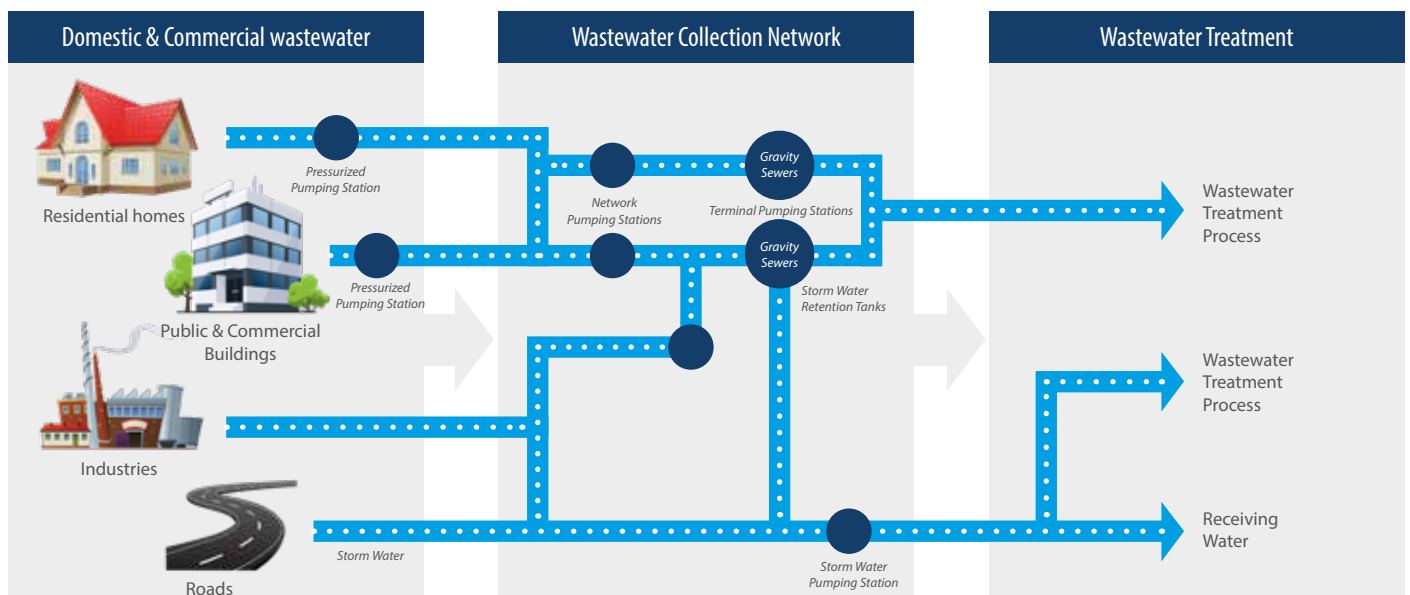 Domestic & Commercial wastewater
Wastewater Collection Network
Wastewater Treatment
Residential homes
Pressurized
Pumping Station
Public & Commercial
Buildings
Pressurized
Pumping Station
Industries
Roads
Storm Water
Network
Pumping Stations
Gravity
Sewers
Terminal Pumping Stations
Gravity
Sewers
Storm Water
Retention Tanks
Storm Water
Pumping Station
Wastewater
Treatment
Process
Wastewater
Treatment
Process
Receiving
Water